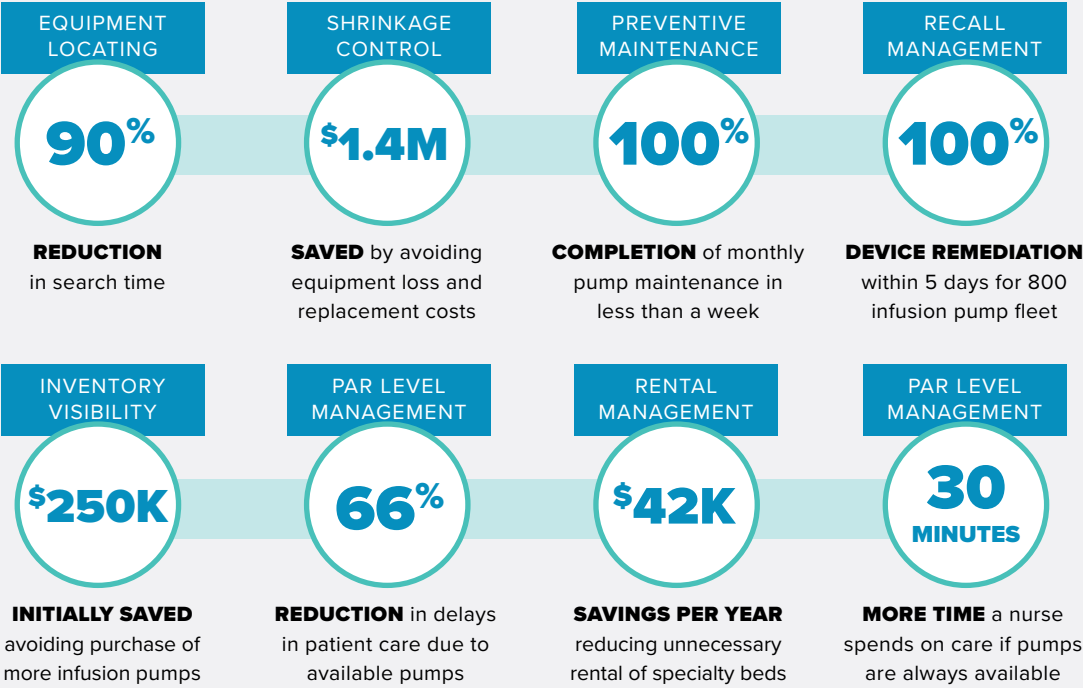 EQUIPMENT
LOCATING
90%
REDUCTION
in search time
SHRINKAGE
CONTROL
$1.4M
SAVED by avoiding
equipment loss and
replacement costs
PREVENTIVE
MAINTENANCE
100%
COMPLETION of monthly
pump maintenance in
less than a week
RECALL
MANAGEMENT
100%
DEVICE REMEDIATION
within 5 days for 800
infusion pump fleet
INVENTORY
VISIBILITY
$250K
INITIALLY SAVED
avoiding purchase of
more infusion pumps
PAR LEVEL
MANAGEMENT
66%
REDUCTION in delays
in patient care due to
available pumps
RENTAL
MANAGEMENT
$42K
SAVINGS PER YEAR
reducing unnecessary
rental of specialty beds
PAR LEVEL
MANAGEMENT
30
MINUTES
MORE TIME a nurse
spends on care if pumps
are always available